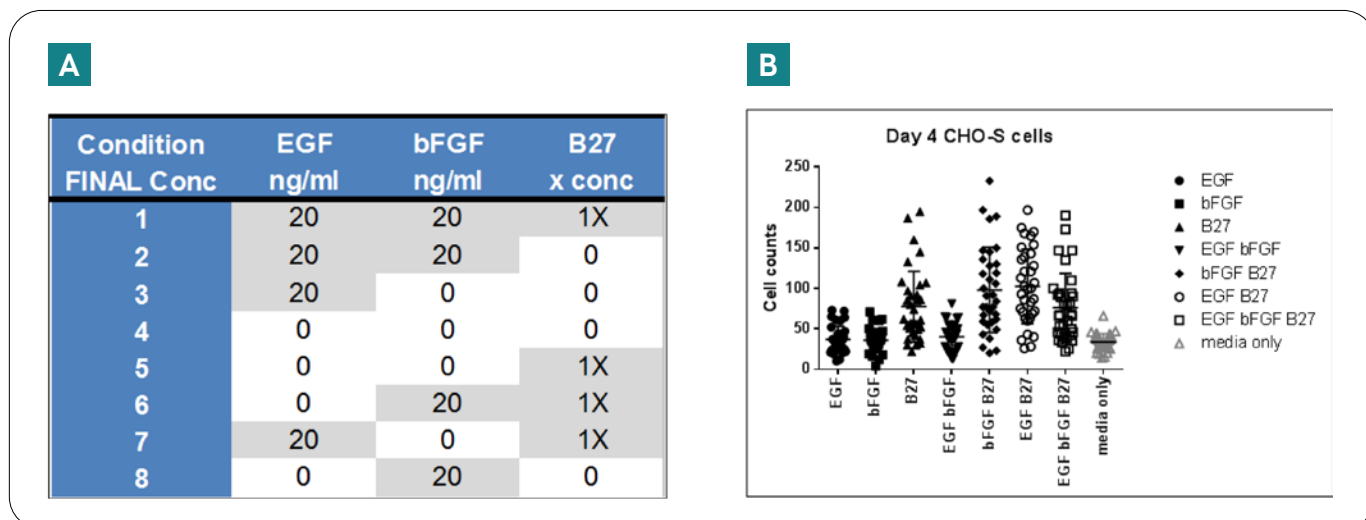 A
Condition EGF bFGF B27
FINAL Conc ng/ml ng/ml x conc
1 20 20 1X
2 20 20 0
3 20 0 0
4 0 0 0
5 0 0 1X
6 0 20 1X
7 20 0 1X
8 0 20 0
B
Day 4 CHO-S cells
Cell counts
250
200
150
100
50
0
EGF
bFGF
B27
EGF bFGF
bFGF B27
EGF B27
EGF bFGF B27
media only
EGF
bFGF
B27
EGF bFGF
bFGF B27
EGF B27
EGF bFGF B27
media only